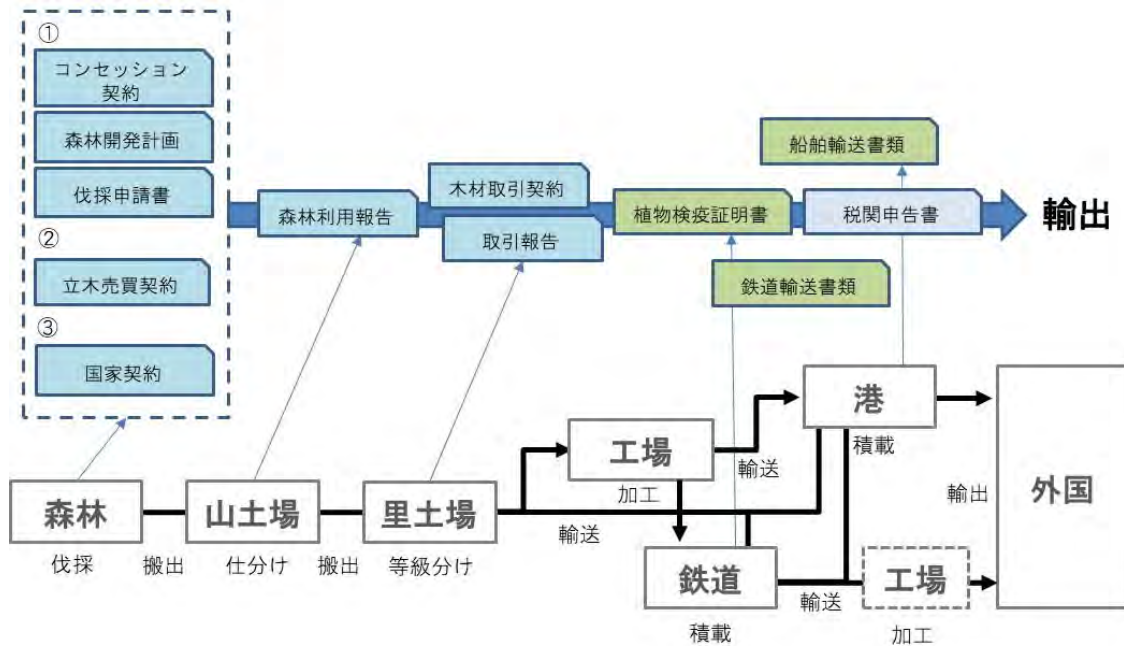 ①
コンセッション
契約
森林開発計画
伐採申請書
②
立木売買契約
③
国家契約
森林利用報告
木材取引契約
取引報告
植物検疫証明書
船舶輸送書類
税関申告書
輸出
鉄道輸送書類
森林
伐採
搬出
山土場
仕分け
搬出
里土場
等級分け
輸送
工場
加工
輸送
港
積載
鉄道
積載
輸送
工場
加工
輸出
外国